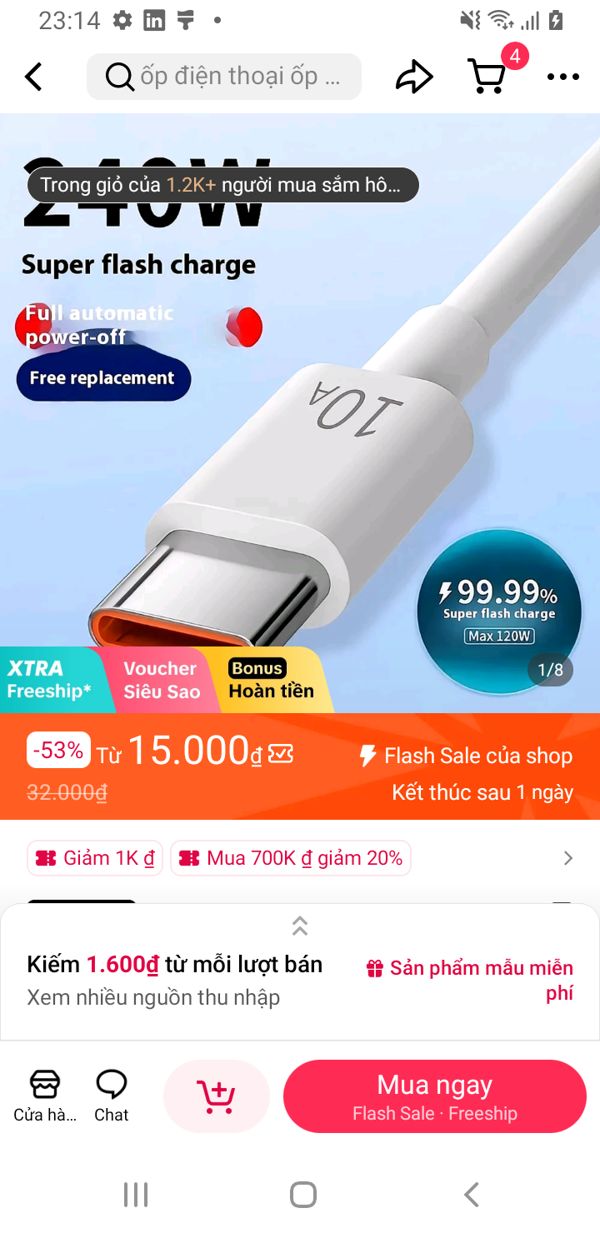 23:14
ốp điện thoại ốp ...
4
240W
Trong giỏ của 1.2K+ người mua sắm hô...
Super flash charge
Full automatic
power-off
Free replacement
10A
99.99%
Super flash charge
Max 120W
1/8
XTRA
Freeship*
Voucher
Siêu Sao
Bonus
Hoàn tiền
-53% Từ 15.000₫
32.000₫
Flash Sale của shop
Kết thúc sau 1 ngày
Giảm 1K ₫
Mua 700K ₫ giảm 20%
Kiếm 1.600₫ từ mỗi lượt bán
Xem nhiều nguồn thu nhập
Sản phẩm mẫu miễn
phí
Cửa hà...
Chat
Mua ngay
Flash Sale · Freeship